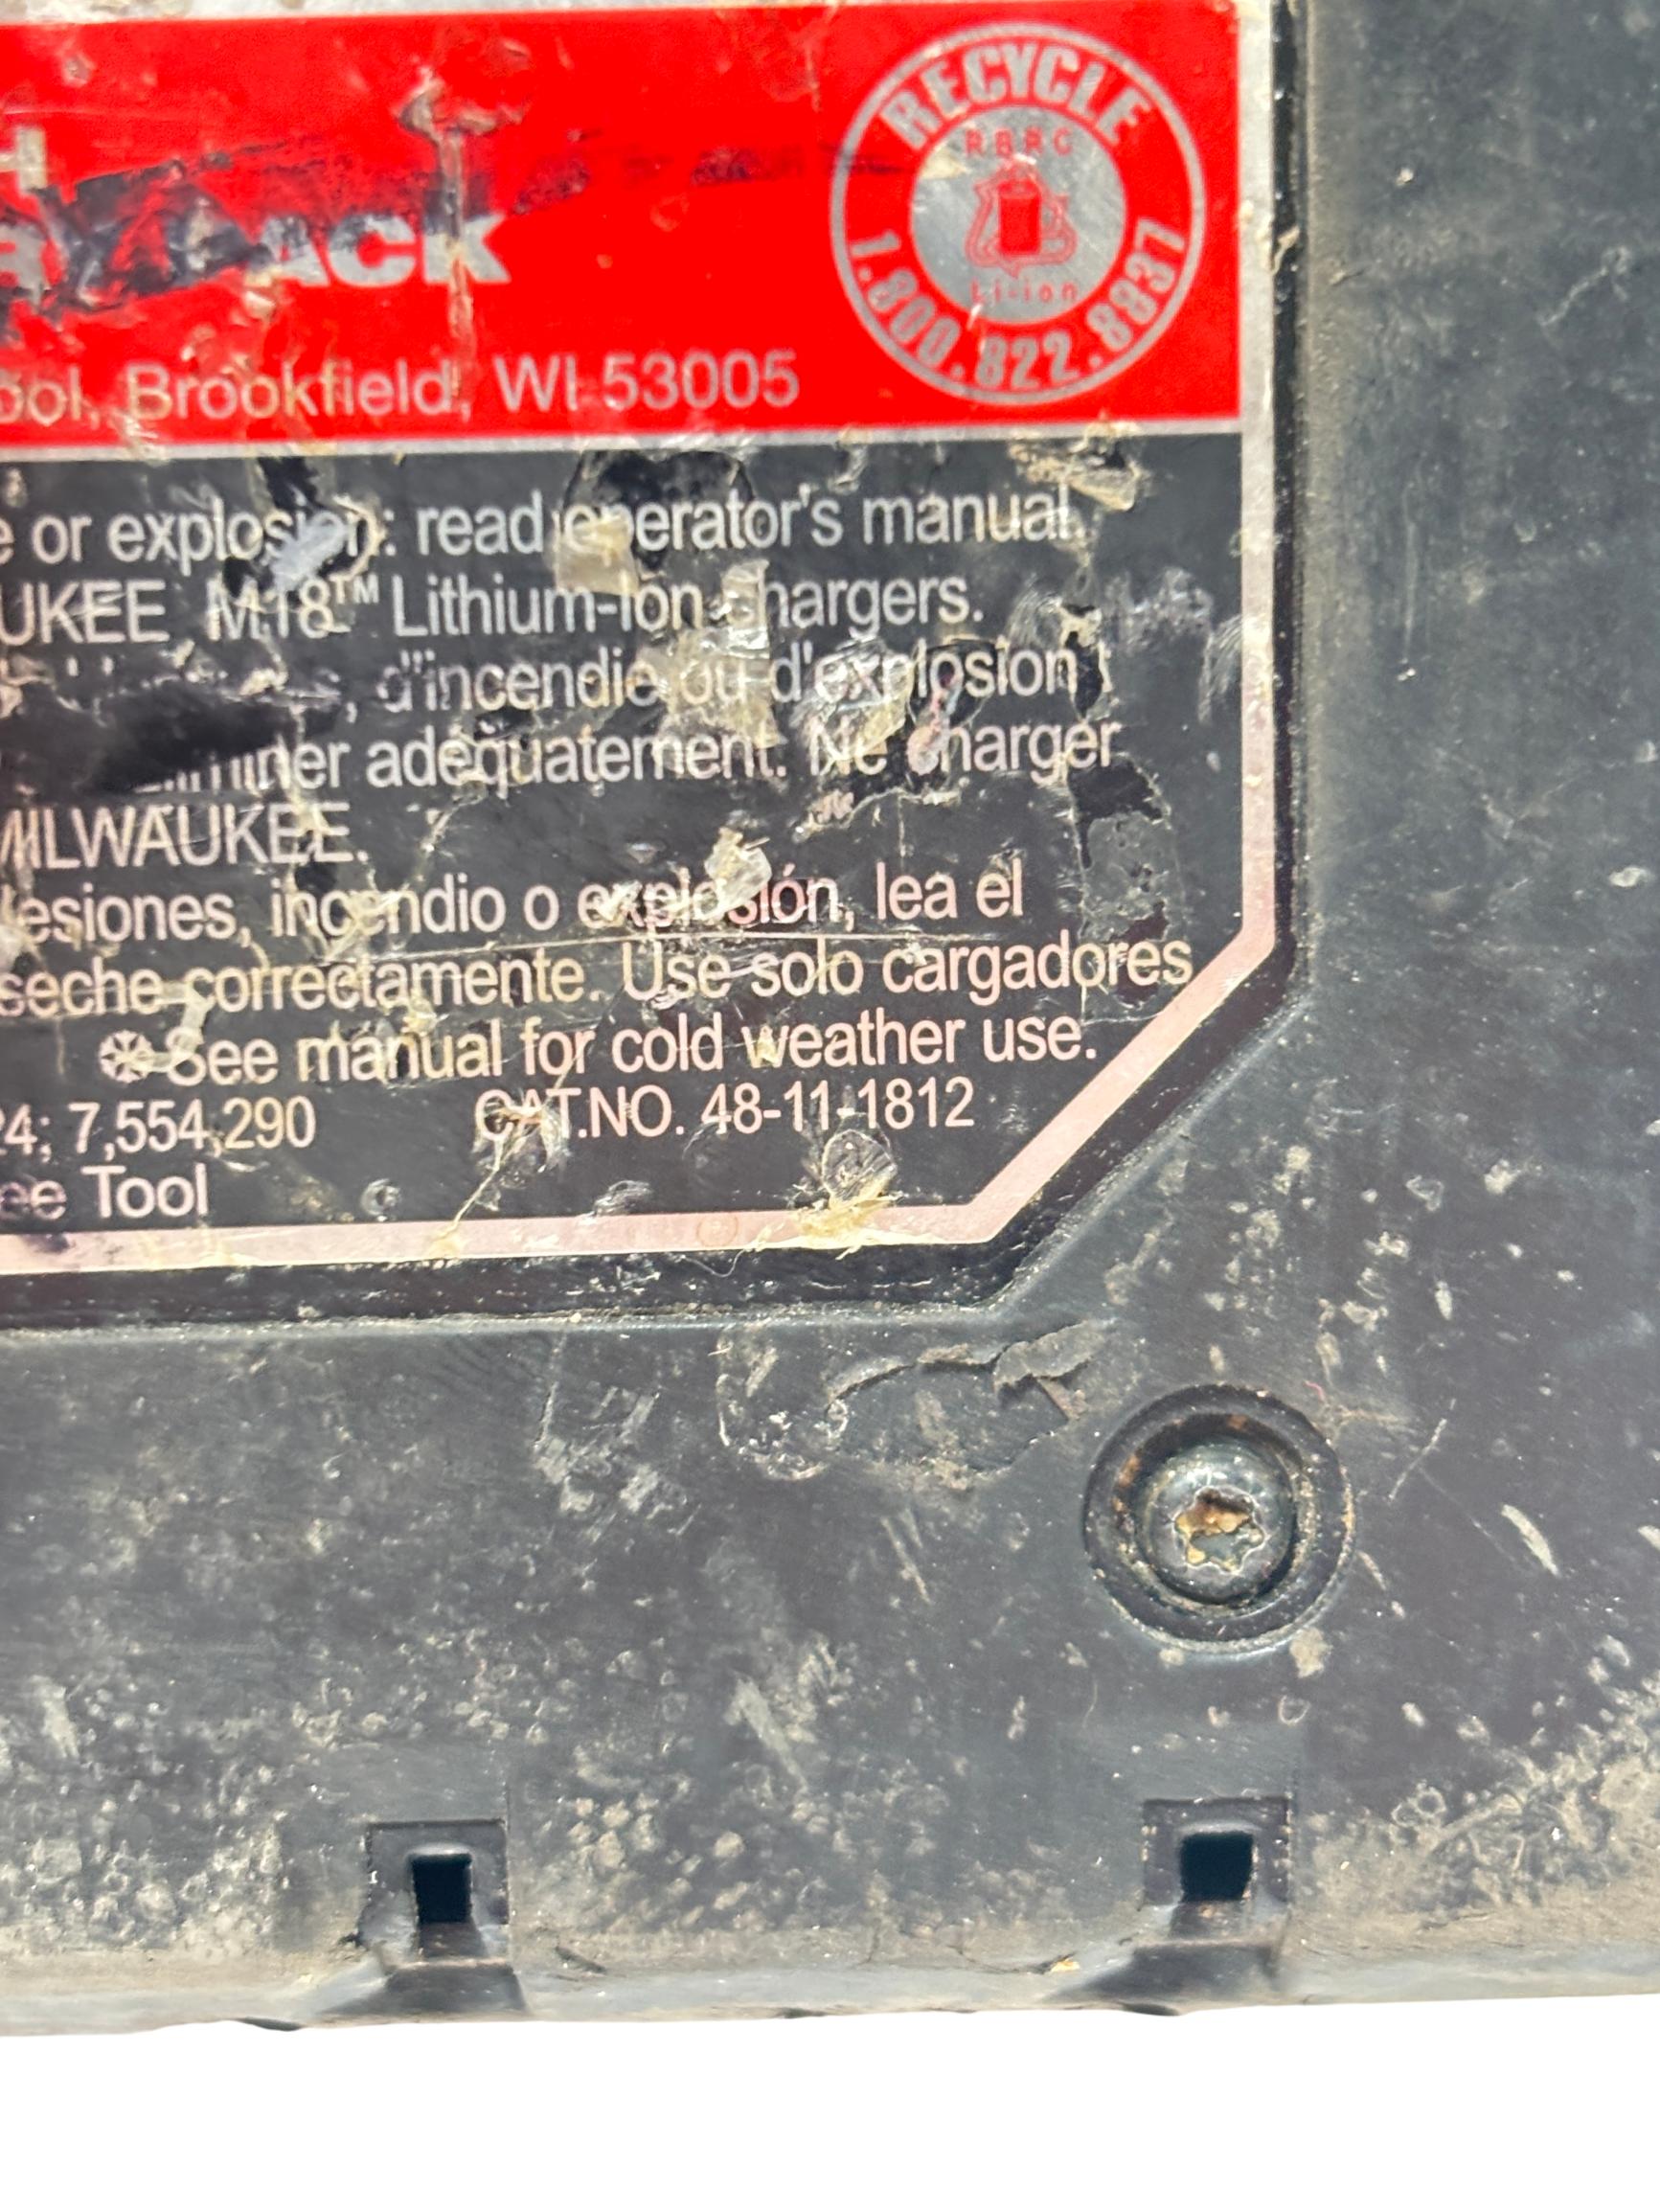 RECYCLE
RBRC
Li-ion
1.800.822.8837
ACK
ool, Brookfield, WI 53005
e or explosion: read operator's manual.
UKEE M18™ Lithium-Ion chargers.
d'incendie ou d'explosion :
adéquatement. Ne charger
MILWAUKEE.
lesiones, incendio o explosión, lea el
seche correctamente. Use solo cargadores
See manual for cold weather use.
24; 7,554,290 CAT.NO. 48-11-1812
ee Tool